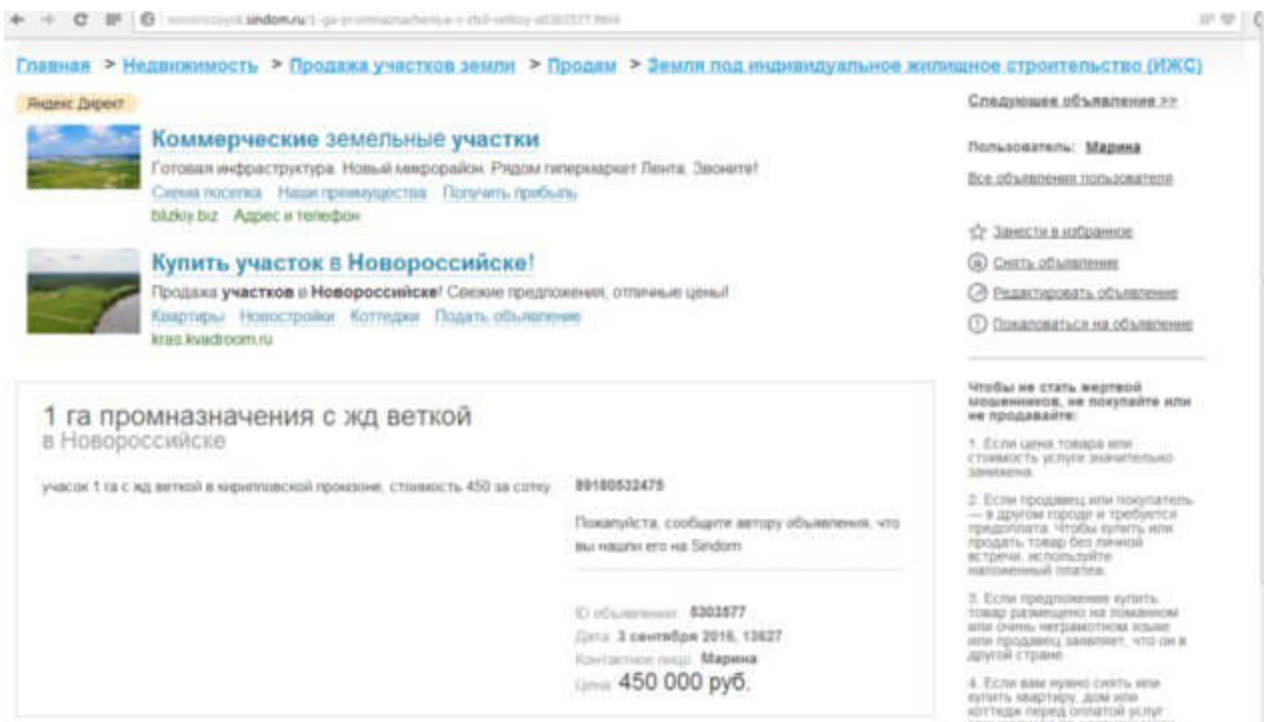 sindom.ru
Главная > Недвижимость > Продажа участков земли > Продам > Земля под индивидуальное жилищное строительство (ИЖС)
Яндекс Директ
Коммерческие земельные участки
Готовая инфраструктура. Новый микрорайон. Рядом гипермаркет Лента. Звоните!
Схема поселка Наши преимущества Получить прибыль
blizkiy.biz Адрес и телефон
Купить участок в Новороссийске!
Продажа участков в Новороссийске! Свежие предложения, отличные цены!
Квартиры Новостройки Коттеджи Подать объявление
kras.kvadroom.ru
1 га промназначения с жд веткой
в Новороссийске
учасок 1 га с жд веткой в кирилловской промзоне, стоимость 450 за сотку
89180532475
Пожалуйста, сообщите автору объявления, что
вы нашли его на Sindom
ID объявления: 5303577
Дата: 3 сентября 2016, 13627
Контактное лицо: Марина
Цена: 450 000 руб.
Следующее объявление >>
Пользователь: Марина
Все объявления пользователя
Занести в избранное
Снять объявление
Редактировать объявление
Пожаловаться на объявление
Чтобы не стать жертвой
мошенников, не покупайте или
не продавайте:
1. Если цена товара или
стоимость услуги значительно
занижена.
2. Если продавец или покупатель
— в другом городе и требуется
предоплата. Чтобы купить или
продать товар без личной
встречи, используйте
наложенный платеж.
3. Если предложение купить
товар размещено на ломанном
или очень неграмотном языке
или продавец заявляет, что он в
другой стране.
4. Если вам нужно снять или
купить квартиру, дом или
коттедж перед оплатой услуг